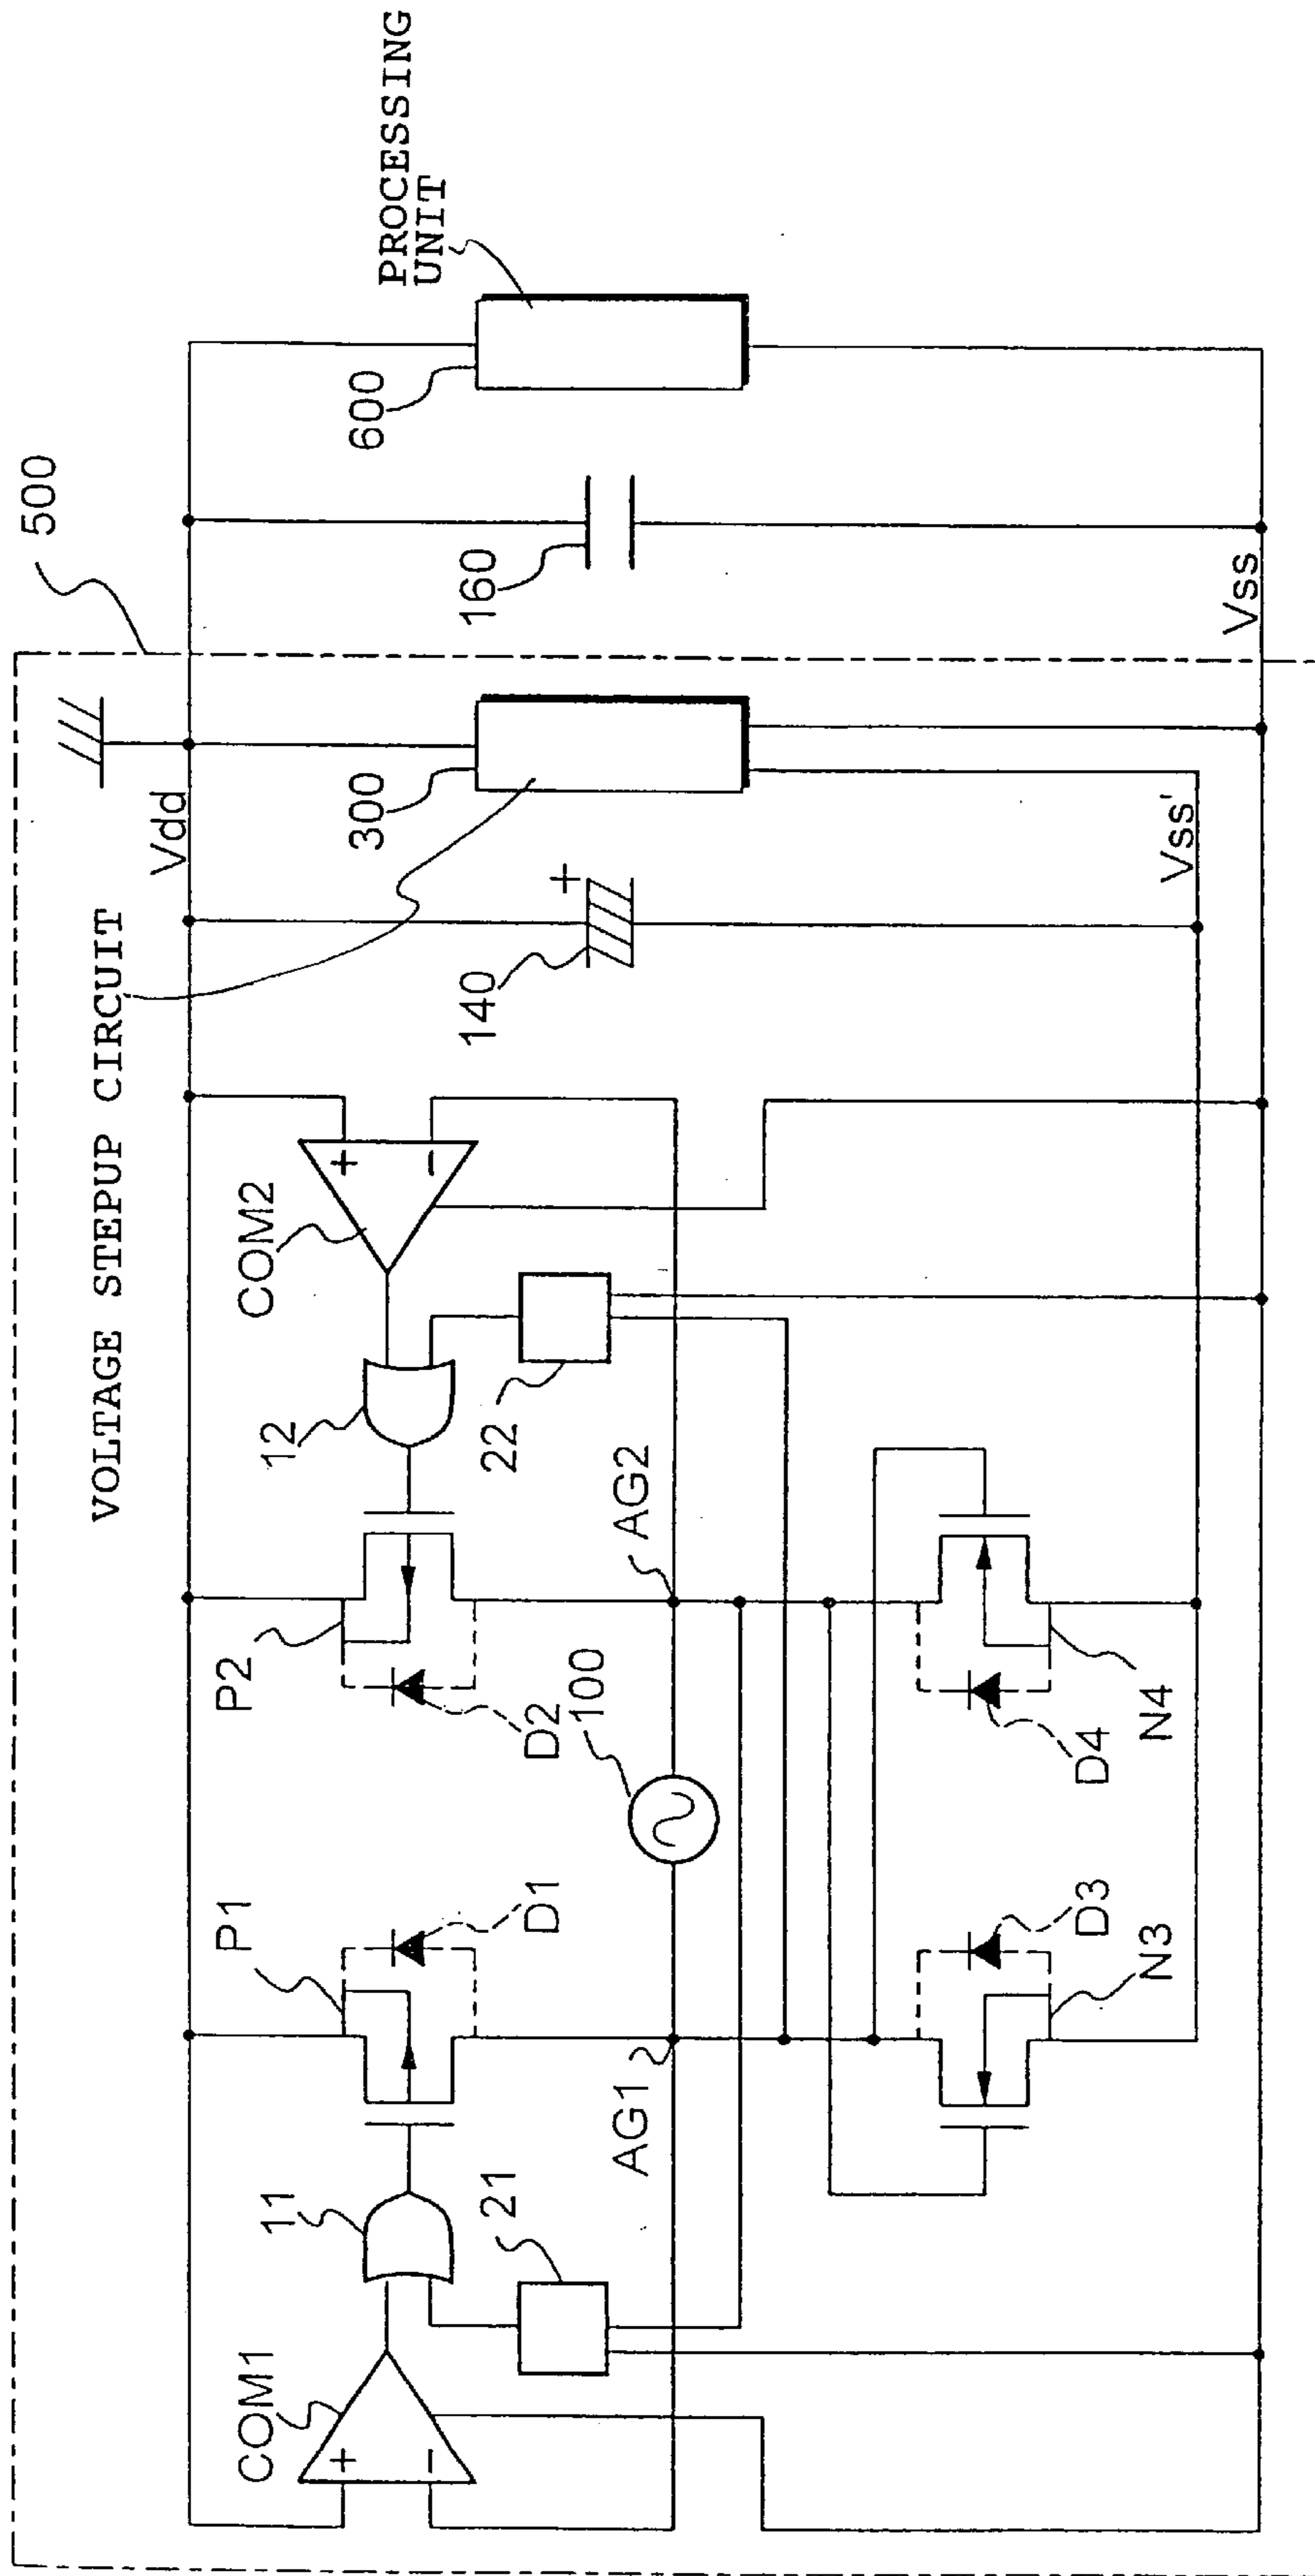 500
VOLTAGE STEPUP CIRCUIT
Vdd
PROCESSING
UNIT
COM1
11
P1
P2
12
COM2
140
+
300
160
600
+
−
+
−
21
D1
D2
22
100
AG1
AG2
D3
D4
N3
N4
Vss'
Vss